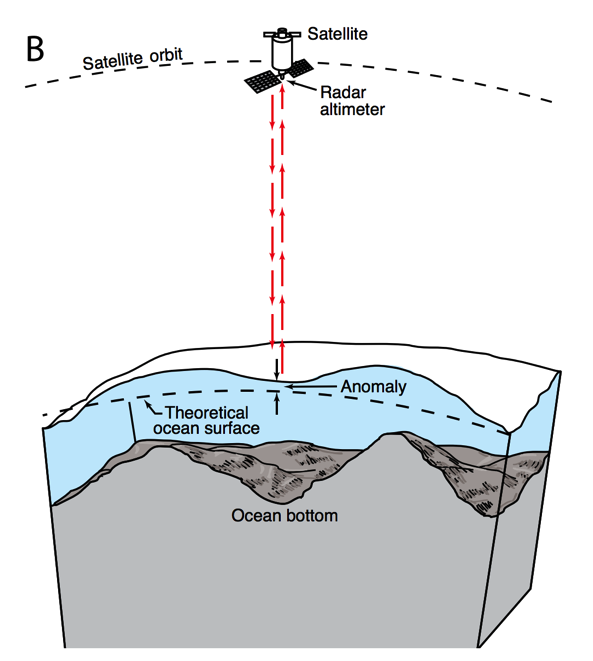 B
Satellite
Satellite orbit
Radar
altimeter
Anomaly
Theoretical
ocean surface
Ocean bottom